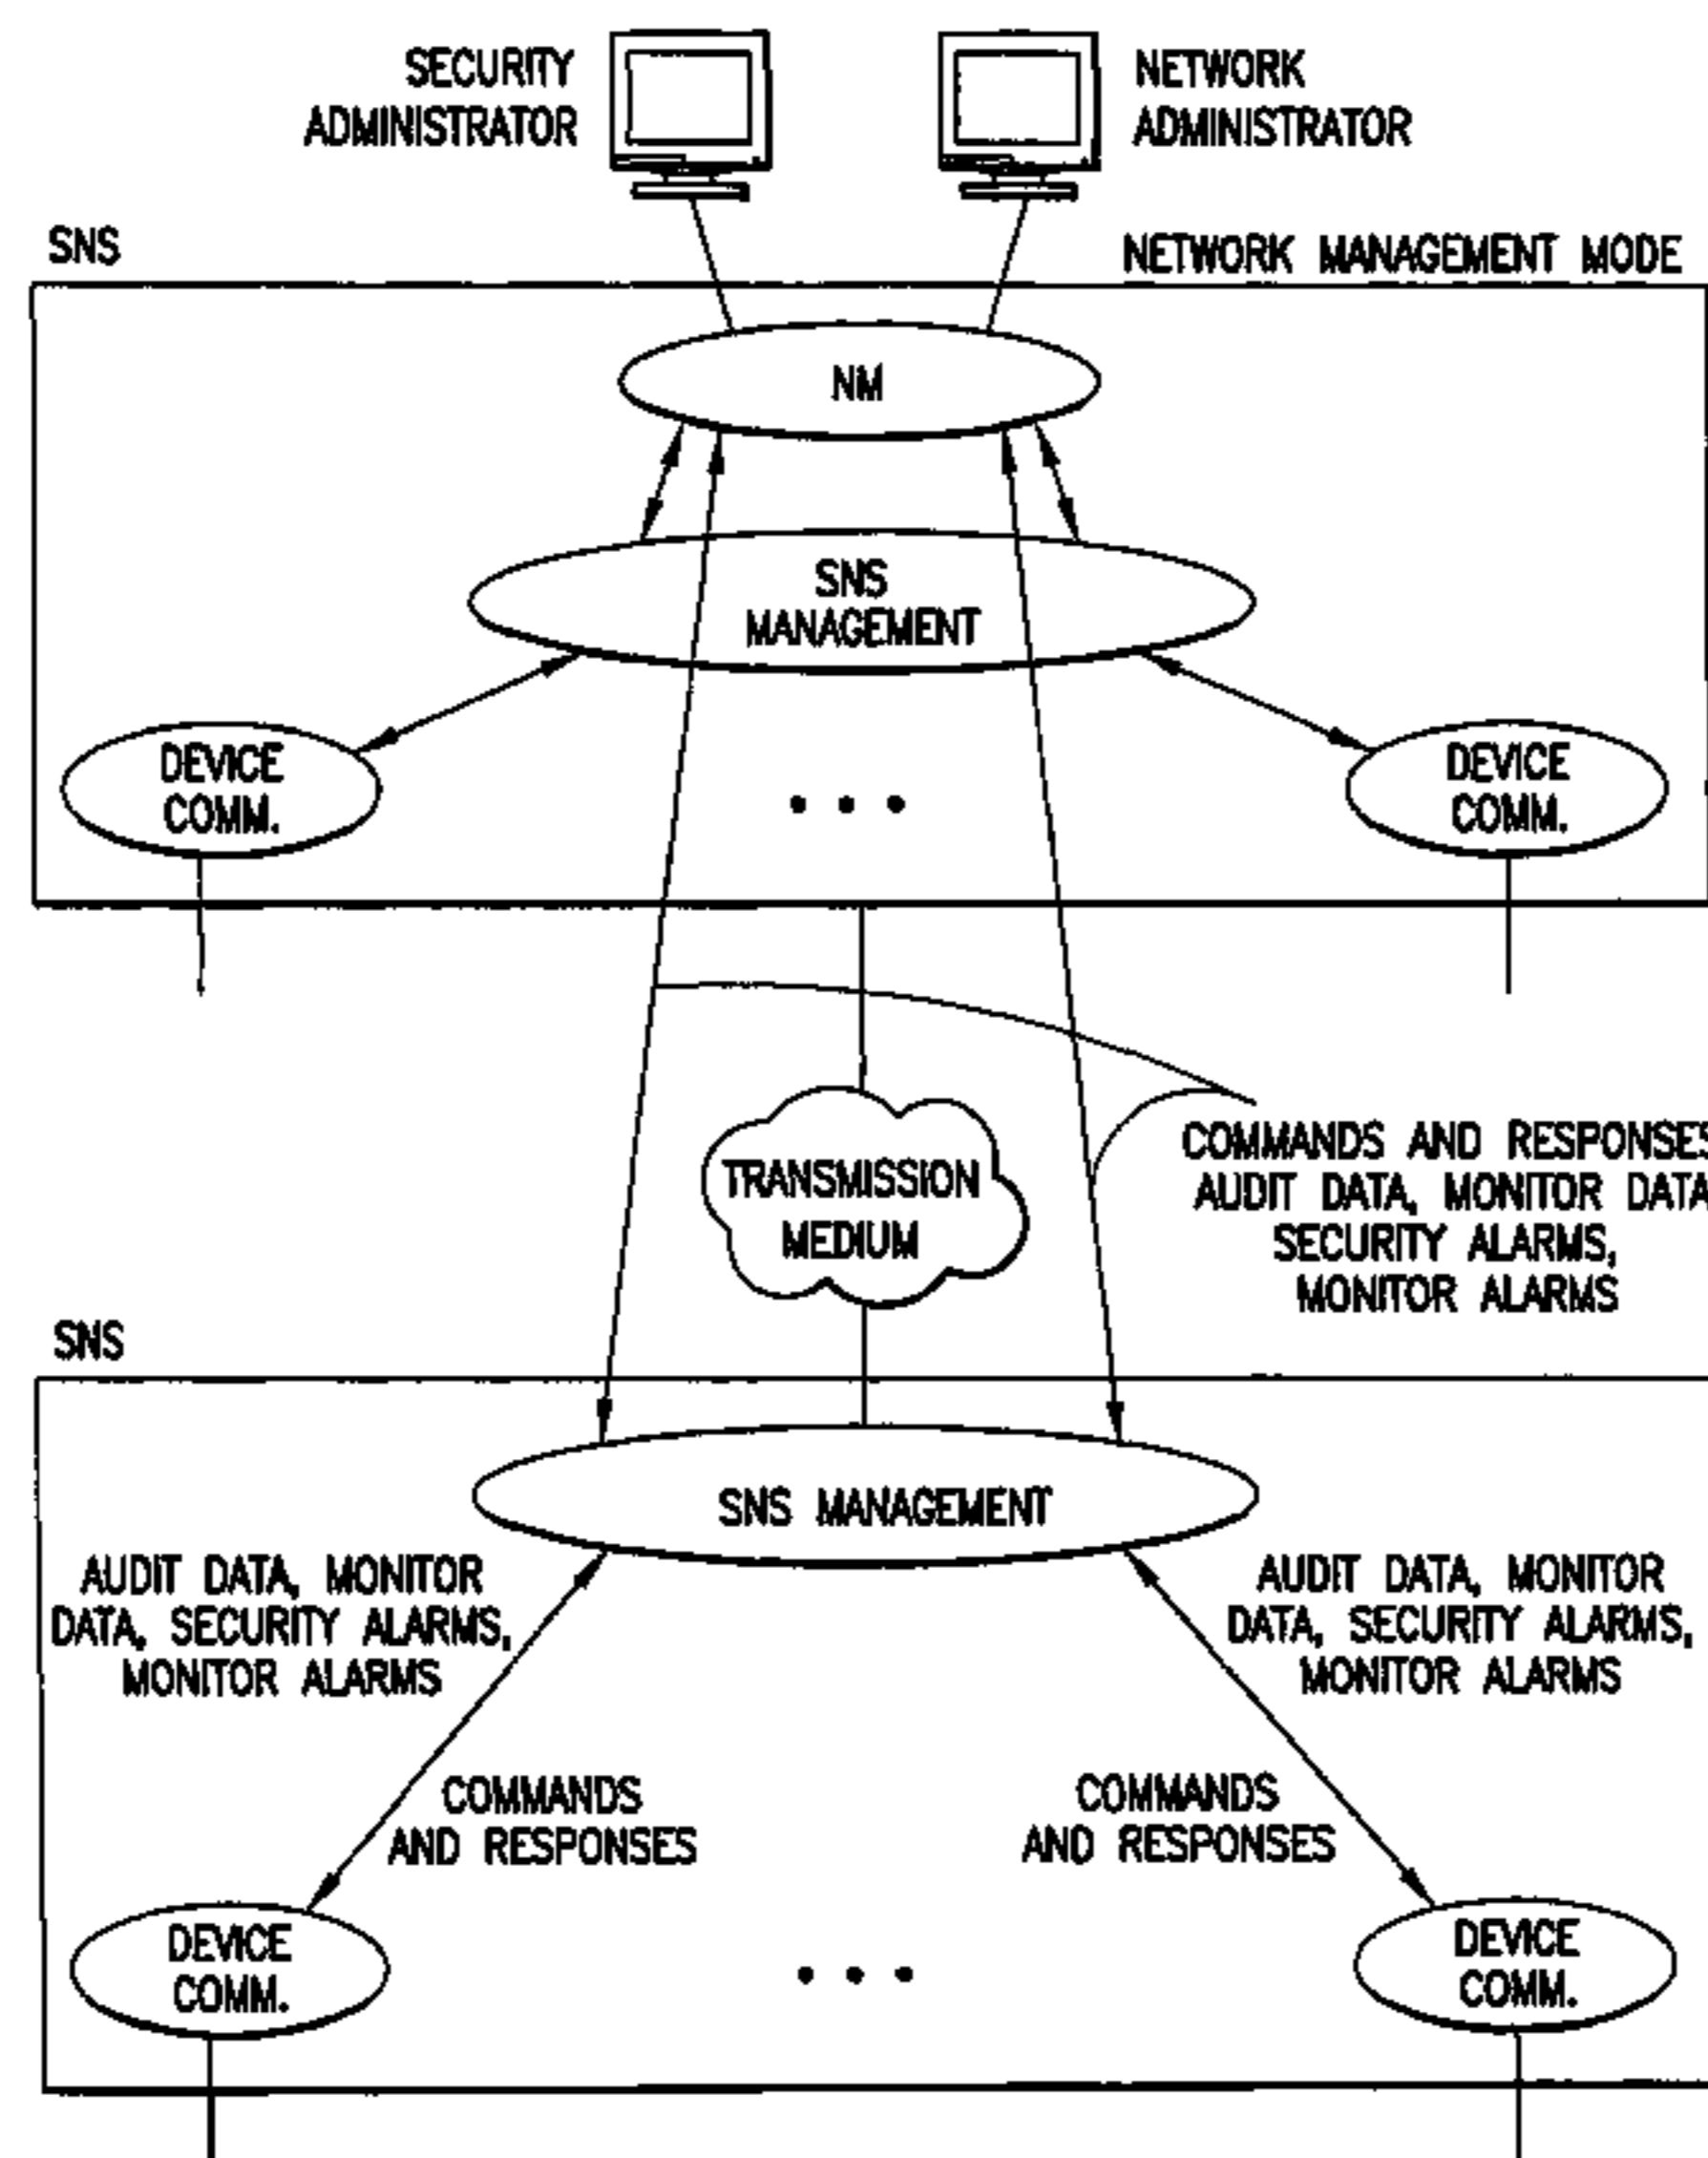 SECURITY
ADMINISTRATOR
NETWORK
ADMINISTRATOR
SNS
NETWORK MANAGEMENT MODE
NM
SNS
MANAGEMENT
DEVICE
COMM.
DEVICE
COMM.
TRANSMISSION
MEDIUM
COMMANDS AND RESPONSES
AUDIT DATA, MONITOR DATA
SECURITY ALARMS,
MONITOR ALARMS
SNS
SNS MANAGEMENT
AUDIT DATA, MONITOR
DATA, SECURITY ALARMS,
MONITOR ALARMS
AUDIT DATA, MONITOR
DATA, SECURITY ALARMS,
MONITOR ALARMS
COMMANDS
AND RESPONSES
COMMANDS
AND RESPONSES
DEVICE
COMM.
DEVICE
COMM.